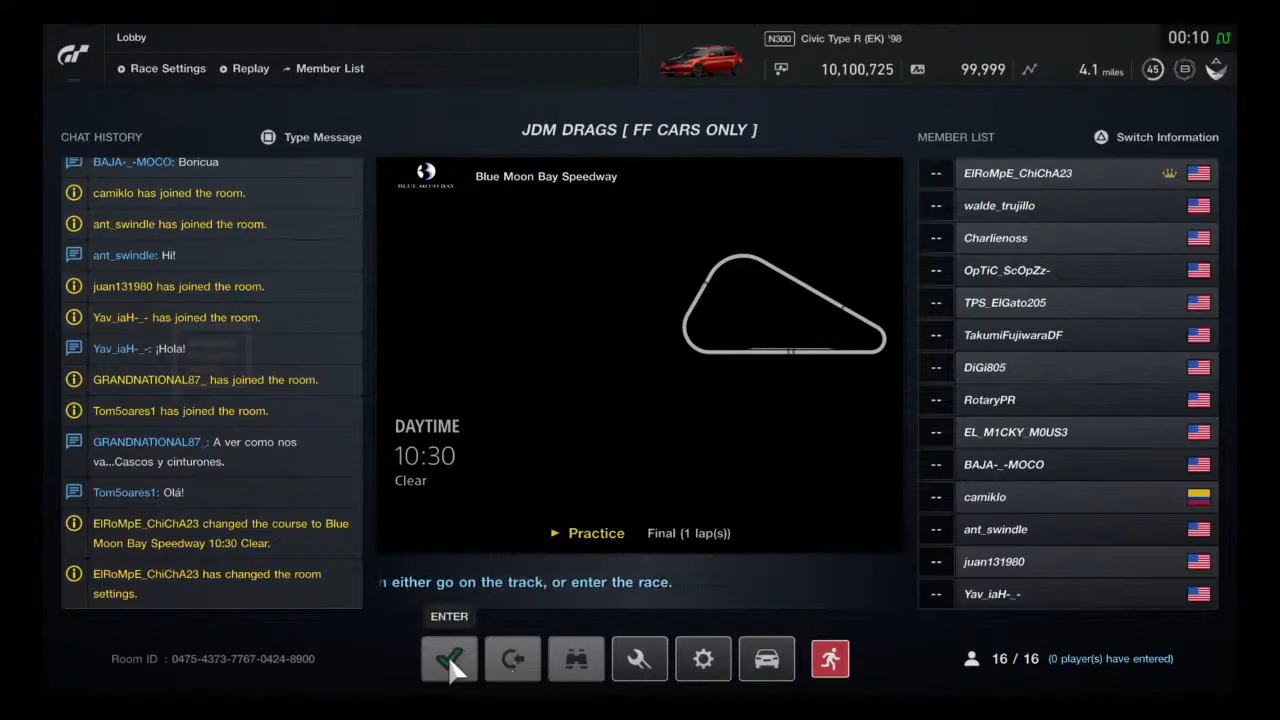 Lobby
N300 Civic Type R (EK) '98
00:10
Race Settings Replay Member List
10,100,725 99,999 4.1 miles 45 B
CHAT HISTORY Type Message
BAJA-_-MOCO: Boricua
camiklo has joined the room.
ant_swindle has joined the room.
ant_swindle: Hi!
juan131980 has joined the room.
Yav_iaH-_- has joined the room.
Yav_iaH-_-: ¡Hola!
GRANDNATIONAL87_ has joined the room.
Tom5oares1 has joined the room.
GRANDNATIONAL87_: A ver como nos
va...Cascos y cinturones.
Tom5oares1: Olá!
ElRoMpE_ChiChA23 changed the course to Blue
Moon Bay Speedway 10:30 Clear.
ElRoMpE_ChiChA23 has changed the room
settings.
JDM DRAGS [ FF CARS ONLY ]
BLUE MOON BAY
Blue Moon Bay Speedway
DAYTIME
10:30
Clear
Practice Final (1 lap(s))
n either go on the track, or enter the race.
ENTER
MEMBER LIST Switch Information
-- ElRoMpE_ChiChA23
-- walde_trujillo
-- Charlienoss
-- OpTiC_ScOpZz-
-- TPS_ElGato205
-- TakumiFujiwaraDF
-- DiGi805
-- RotaryPR
-- EL_M1CKY_M0US3
-- BAJA-_-MOCO
-- camiklo
-- ant_swindle
-- juan131980
-- Yav_iaH-_-
Room ID : 0475-4373-7767-0424-8900
16 / 16 (0 player(s) have entered)